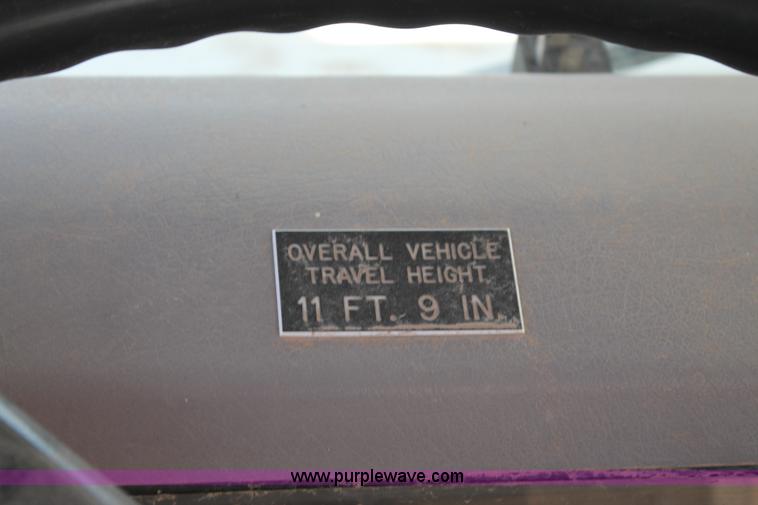 OVERALL VEHICLE
TRAVEL HEIGHT.
11 FT. 9 IN.
www.purplewave.com